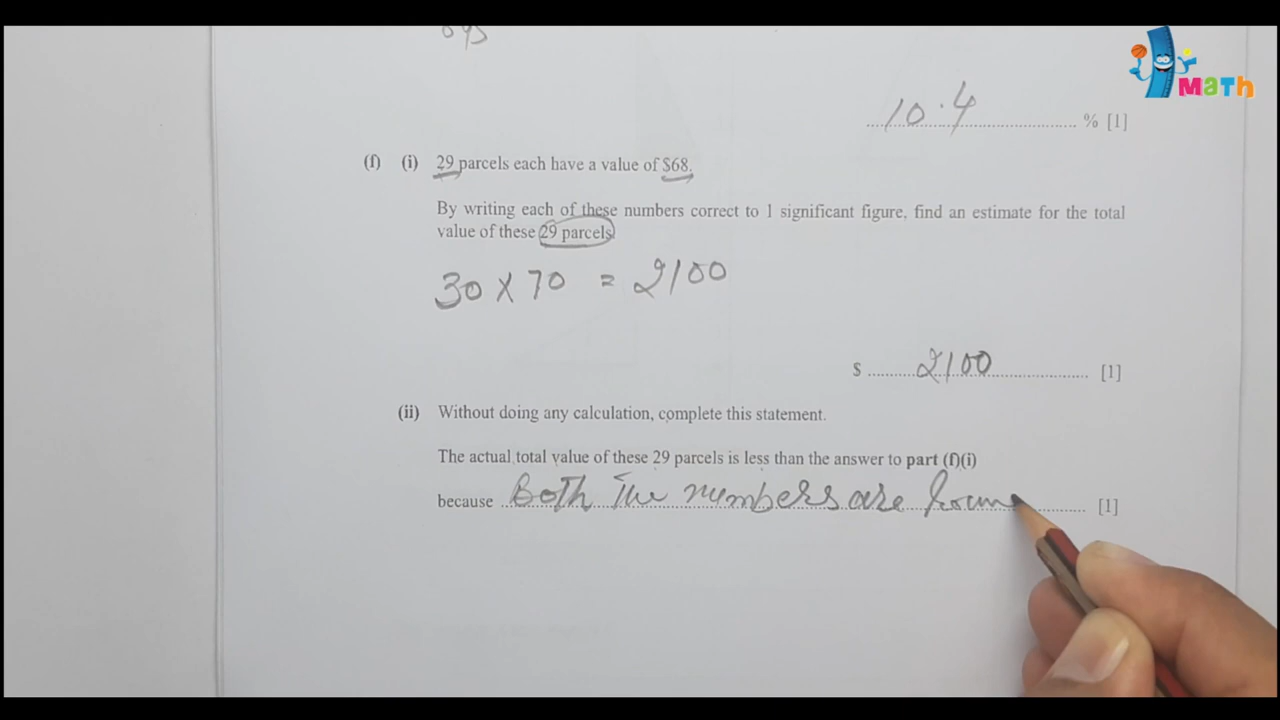 MATH
10.4 % [1]
(f) (i) 29 parcels each have a value of $68.
By writing each of these numbers correct to 1 significant figure, find an estimate for the total
value of these 29 parcels.
30 X 70 = 2100
$ 2100 [1]
(ii) Without doing any calculation, complete this statement.
The actual total value of these 29 parcels is less than the answer to part (f)(i)
because Both The numbers are [1]